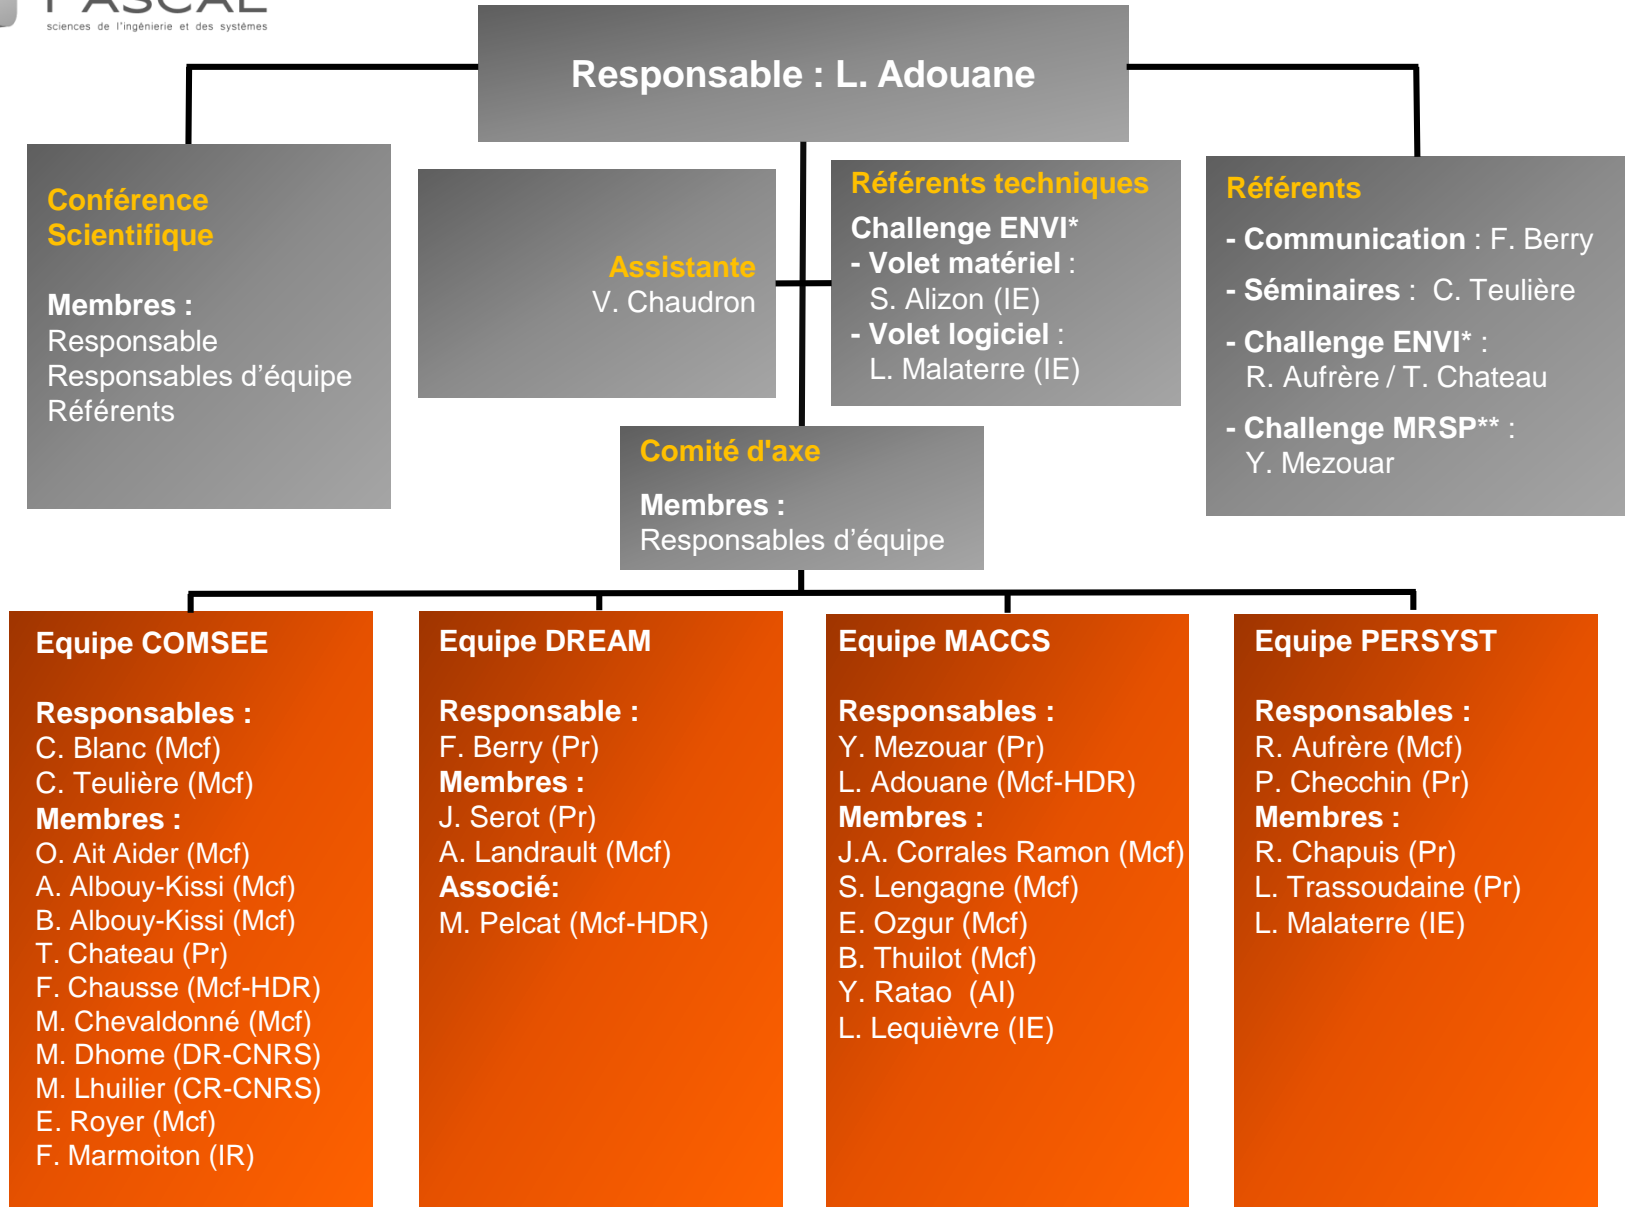 PASCAL
sciences de l'ingénierie et des systèmes
Responsable : L. Adouane
Conférence
Scientifique
Membres :
Responsable
Responsables d’équipe
Référents
Assistante
V. Chaudron
Référents techniques
Challenge ENVI*
- Volet matériel :
S. Alizon (IE)
- Volet logiciel :
L. Malaterre (IE)
Référents
- Communication : F. Berry
- Séminaires : C. Teulière
- Challenge ENVI* :
R. Aufrère / T. Chateau
- Challenge MRSP** :
Y. Mezouar
Comité d'axe
Membres :
Responsables d’équipe
Equipe COMSEE
Responsables :
C. Blanc (Mcf)
C. Teulière (Mcf)
Membres :
O. Ait Aider (Mcf)
A. Albouy-Kissi (Mcf)
B. Albouy-Kissi (Mcf)
T. Chateau (Pr)
F. Chausse (Mcf-HDR)
M. Chevaldonné (Mcf)
M. Dhome (DR-CNRS)
M. Lhuilier (CR-CNRS)
E. Royer (Mcf)
F. Marmoiton (IR)
Equipe DREAM
Responsable :
F. Berry (Pr)
Membres :
J. Serot (Pr)
A. Landrault (Mcf)
Associé:
M. Pelcat (Mcf-HDR)
Equipe MACCS
Responsables :
Y. Mezouar (Pr)
L. Adouane (Mcf-HDR)
Membres :
J.A. Corrales Ramon (Mcf)
S. Lengagne (Mcf)
E. Ozgur (Mcf)
B. Thuilot (Mcf)
Y. Ratao (AI)
L. Lequièvre (IE)
Equipe PERSYST
Responsables :
R. Aufrère (Mcf)
P. Checchin (Pr)
Membres :
R. Chapuis (Pr)
L. Trassoudaine (Pr)
L. Malaterre (IE)